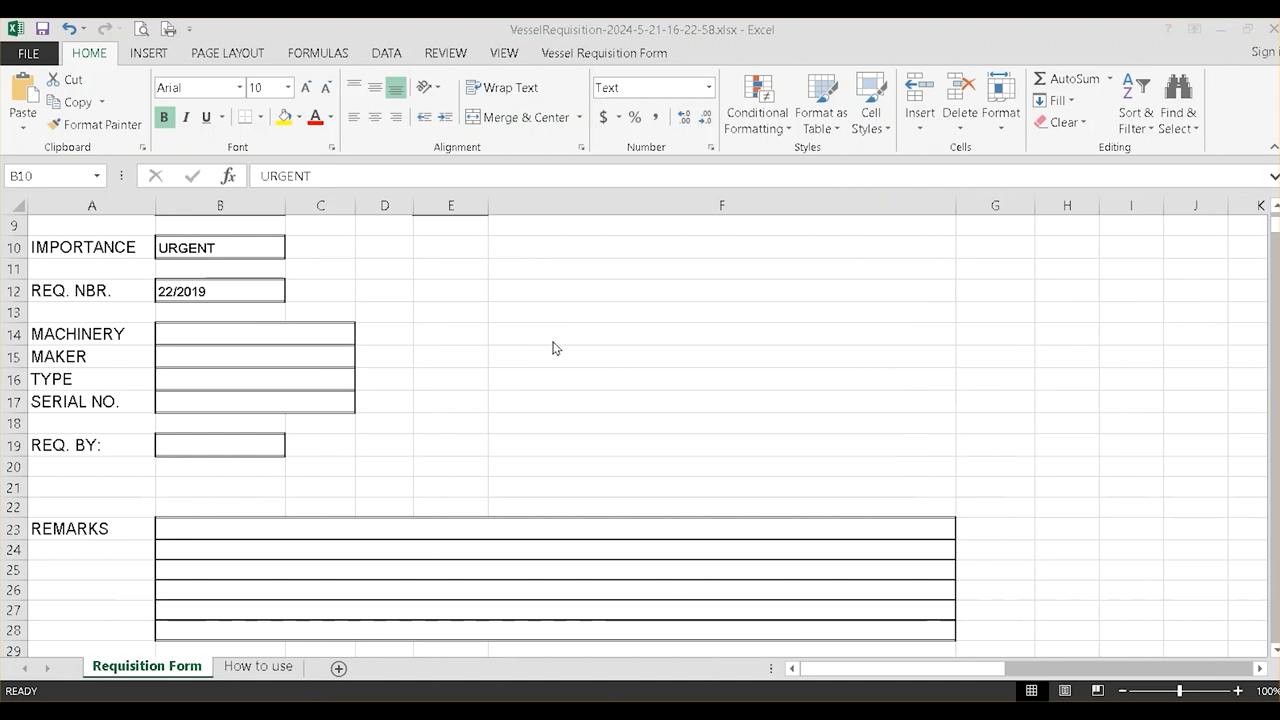 VesselRequisition-2024-5-21-16-22-58.xlsx - Excel
FILE HOME INSERT PAGE LAYOUT FORMULAS DATA REVIEW VIEW Vessel Requisition Form Sign
Paste
Cut
Copy
Format Painter
Clipboard
Arial 10
B I U A
Font
Wrap Text
Merge & Center
Alignment
Text
$ % ,
Number
Conditional Formatting
Format as Table
Cell Styles
Styles
Insert Delete Format
Cells
AutoSum
Fill
Clear
Sort & Filter
Find & Select
Editing
B10 fx URGENT
A B C D E F G H I J K
9
10 IMPORTANCE URGENT
11
12 REQ. NBR. 22/2019
13
14 MACHINERY
15 MAKER
16 TYPE
17 SERIAL NO.
18
19 REQ. BY:
20
21
22
23 REMARKS
24
25
26
27
28
29
Requisition Form How to use
READY 100%